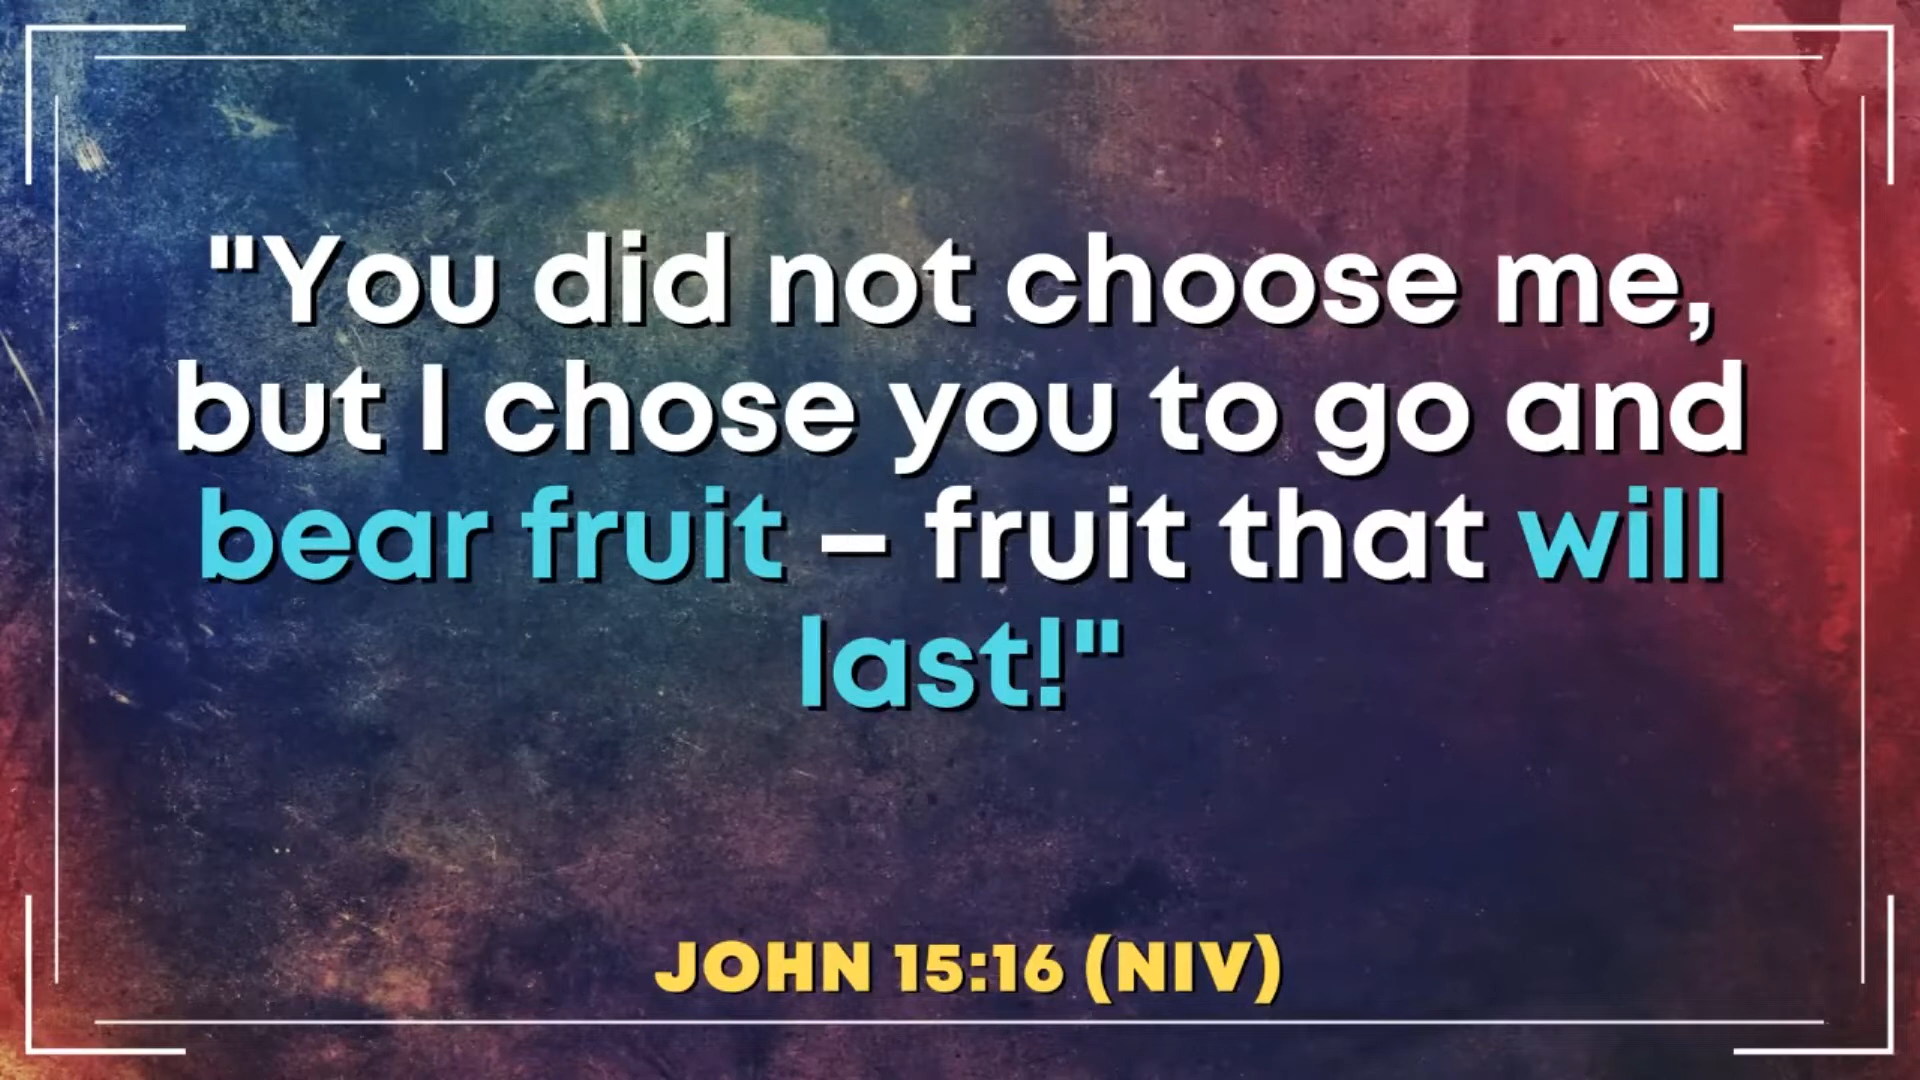 "You did not choose me,
but I chose you to go and
bear fruit – fruit that will
last!"
JOHN 15:16 (NIV)